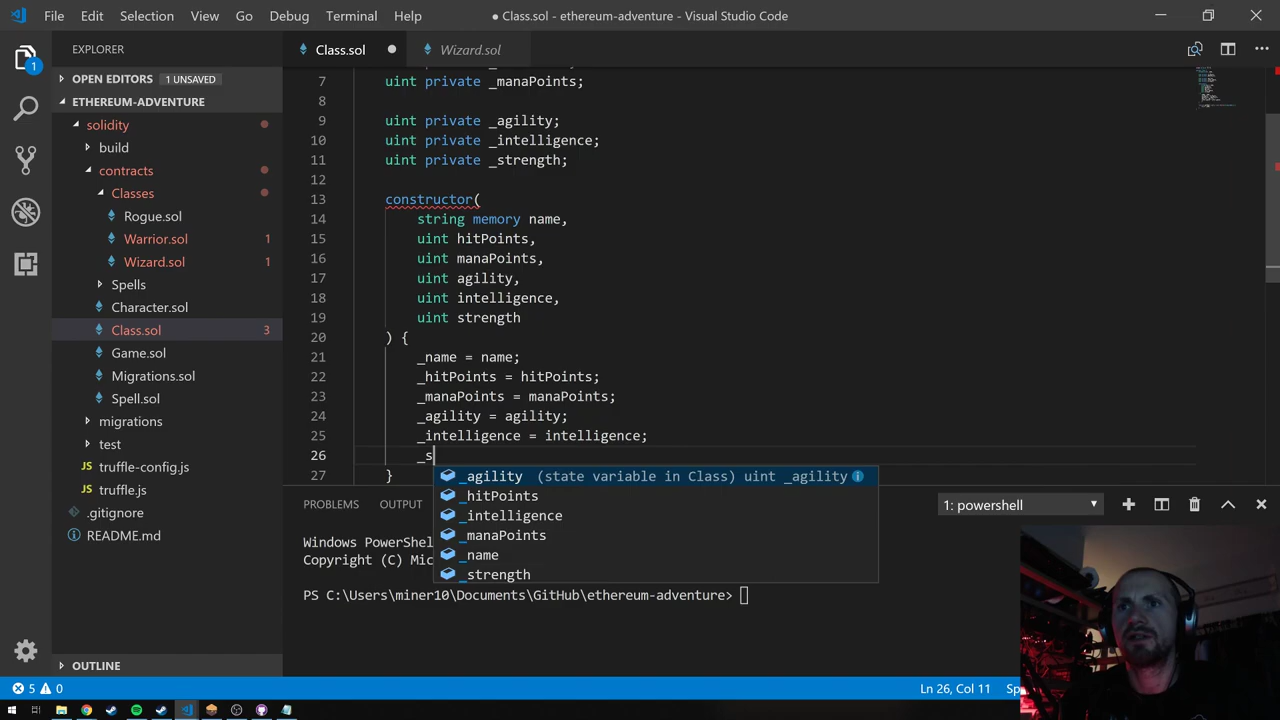 File Edit Selection View Go Debug Terminal Help
● Class.sol - ethereum-adventure - Visual Studio Code
EXPLORER
Class.sol
Wizard.sol
OPEN EDITORS 1 UNSAVED
ETHEREUM-ADVENTURE
solidity
build
contracts
Classes
Rogue.sol
Warrior.sol 1
Wizard.sol 1
Spells
Character.sol
Class.sol 3
Game.sol
Migrations.sol
Spell.sol
migrations
test
truffle-config.js
truffle.js
.gitignore
README.md
OUTLINE
1
7 uint private _manaPoints;
8
9 uint private _agility;
10 uint private _intelligence;
11 uint private _strength;
12
13 constructor(
14 string memory name,
15 uint hitPoints,
16 uint manaPoints,
17 uint agility,
18 uint intelligence,
19 uint strength
20 ) {
21 _name = name;
22 _hitPoints = hitPoints;
23 _manaPoints = manaPoints;
24 _agility = agility;
25 _intelligence = intelligence;
26 _s
27 }
_agility (state variable in Class) uint _agility
_hitPoints
_intelligence
_manaPoints
_name
_strength
PROBLEMS OUTPUT
1: powershell
Windows PowerShel
Copyright (C) Mic
PS C:\Users\miner10\Documents\GitHub\ethereum-adventure>
5 0
Ln 26, Col 11 Sp